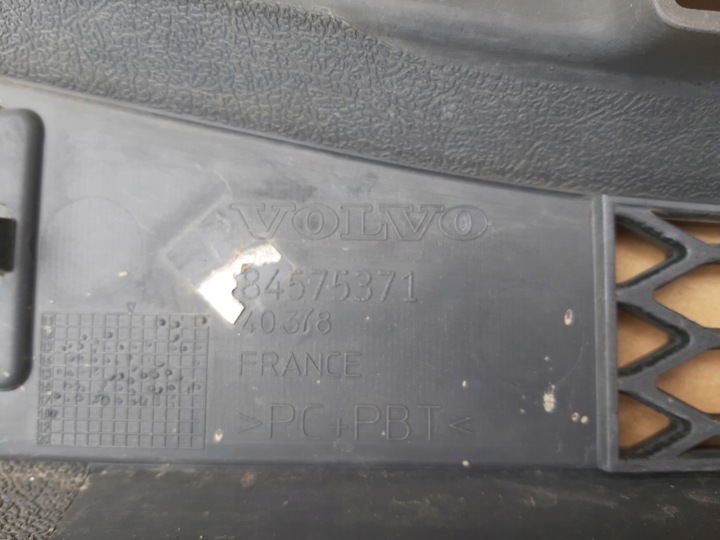 VOLVO
84575371
40378
FRANCE
>PC+PBT<